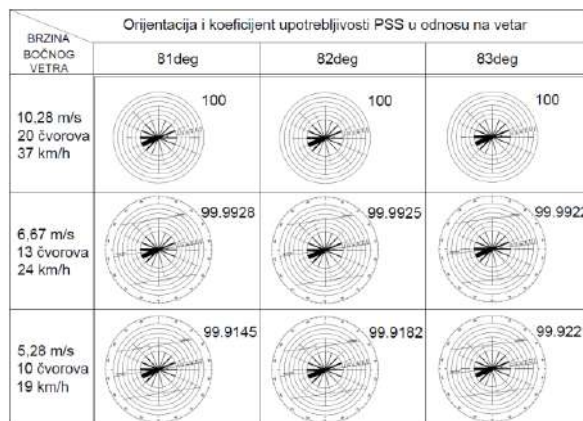 Orijentacija i koeficijent upotrebljivosti PSS u odnosu na vetar
BRZINA
BOČNOG
VETRA
81deg 82deg 83deg
10,28 m/s
20 čvorova
37 km/h
100 100 100
6,67 m/s
13 čvorova
24 km/h
99.9928 99.9925 99.9922
5,28 m/s
10 čvorova
19 km/h
99.9145 99.9182 99.922